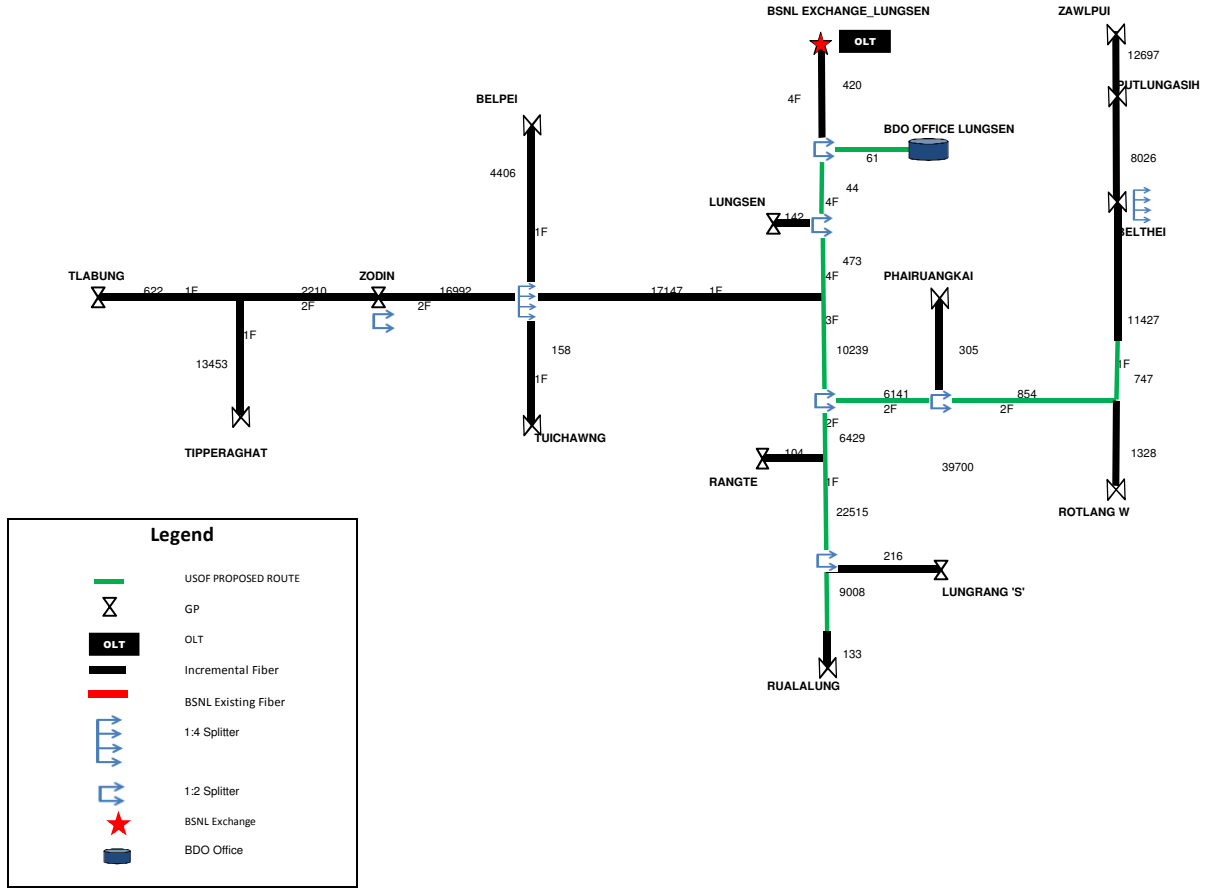 BSNL EXCHANGE_LUNGSEN
ZAWLPUI
OLT
12697
420
PUTLUNGASIH
BELPEI
4F
BDO OFFICE LUNGSEN
61
8026
4406
44
LUNGSEN
4F
142
1F
BELTHEI
473
TLABUNG
ZODIN
4F
PHAIRUANGKAI
622
1F
2210
16992
17147
1F
2F
2F
3F
11427
1F
158
10239
305
13453
1F
747
1F
6141
854
2F
2F
2F
TUICHAWNG
6429
TIPPERAGHAT
104
1328
39700
RANGTE
1F
22515
ROTLANG W
216
9008
LUNGRANG 'S'
133
RUALALUNG
Legend
USOF PROPOSED ROUTE
GP
OLT
OLT
Incremental Fiber
BSNL Existing Fiber
1:4 Splitter
1:2 Splitter
BSNL Exchange
BDO Office